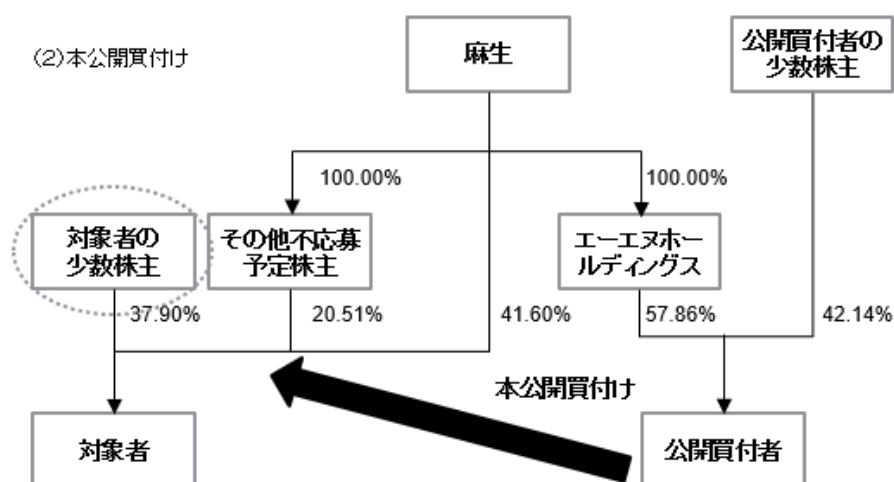 (2)本公開買付け
麻生
公開買付者の
少数株主
100.00%
100.00%
対象者の
少数株主
その他不応募
予定株主
エーエヌホー
ルディングス
37.90%
20.51%
41.60%
57.86%
42.14%
本公開買付け
対象者
公開買付者